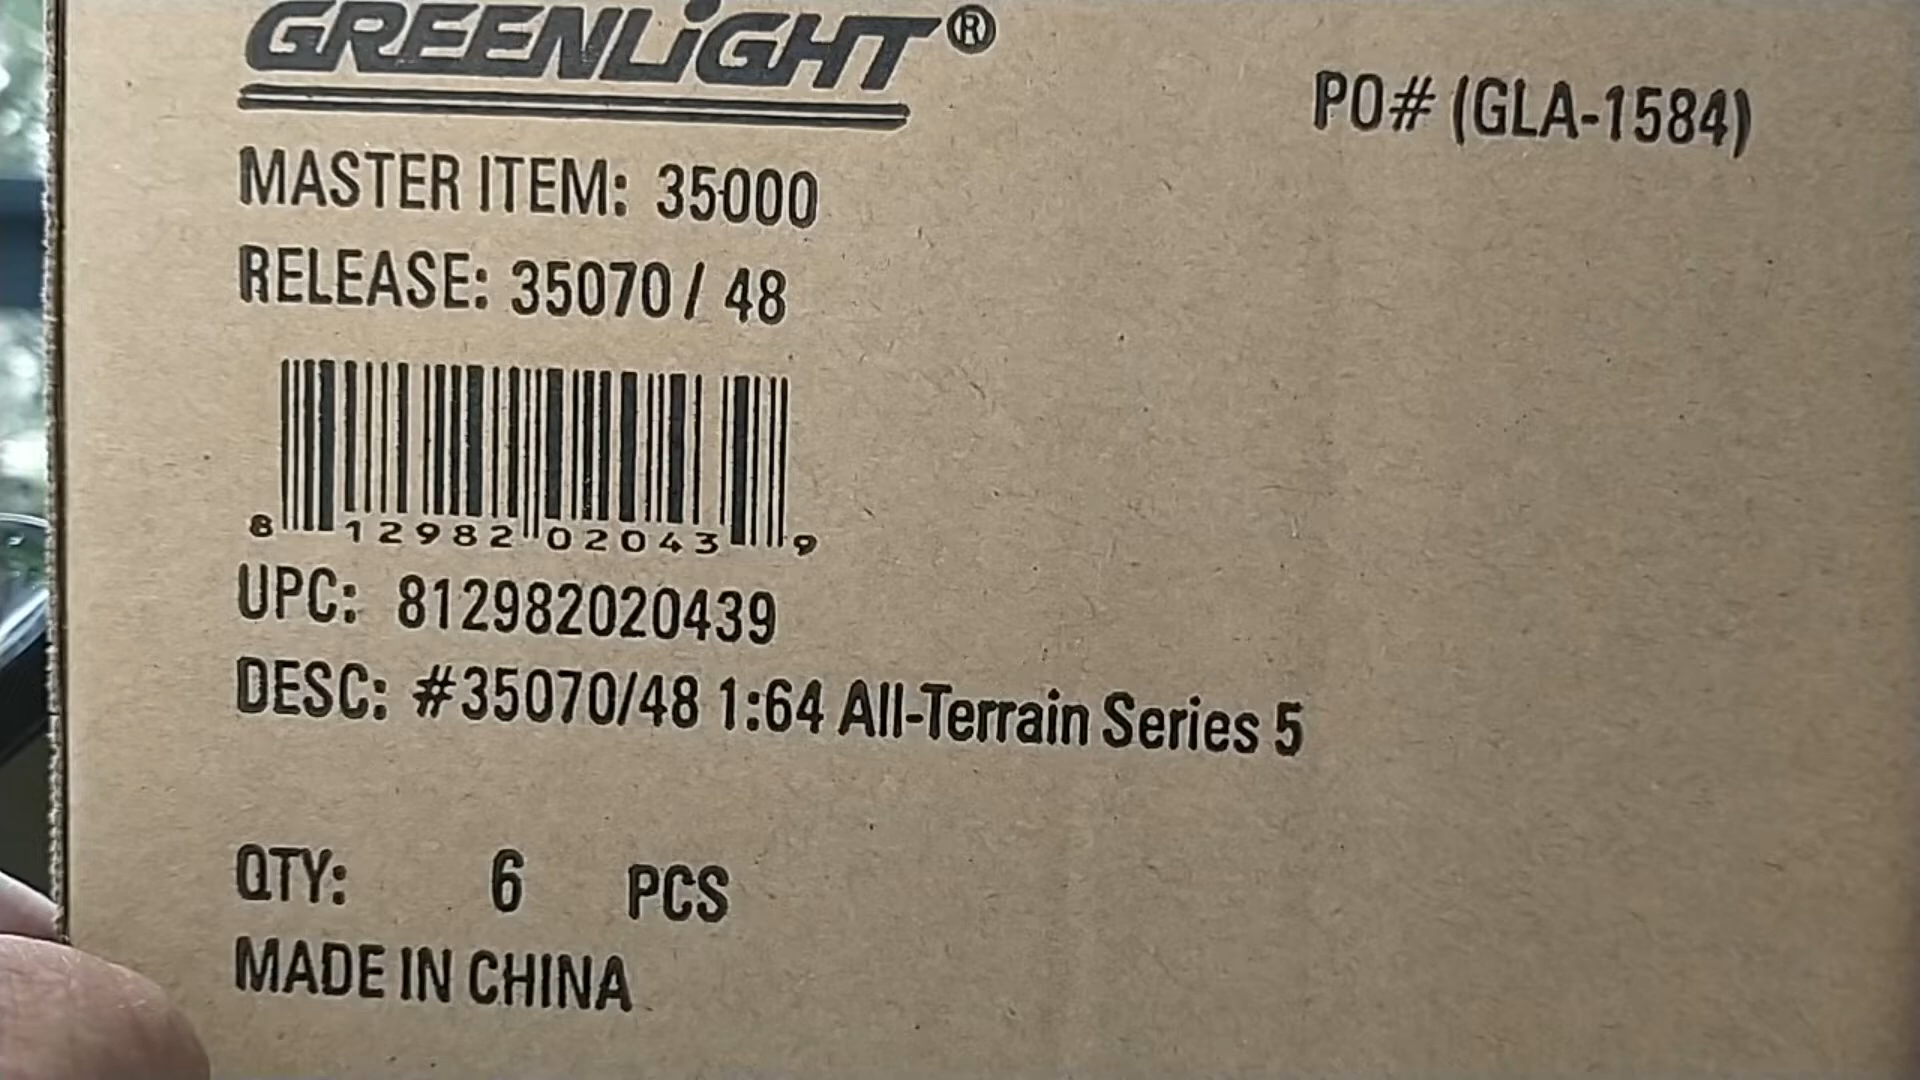 GREENLiGHT®
PO# (GLA-1584)
MASTER ITEM: 35000
RELEASE: 35070 / 48
8 12982 02043 9
UPC: 812982020439
DESC: #35070/48 1:64 All-Terrain Series 5
QTY: 6 PCS
MADE IN CHINA